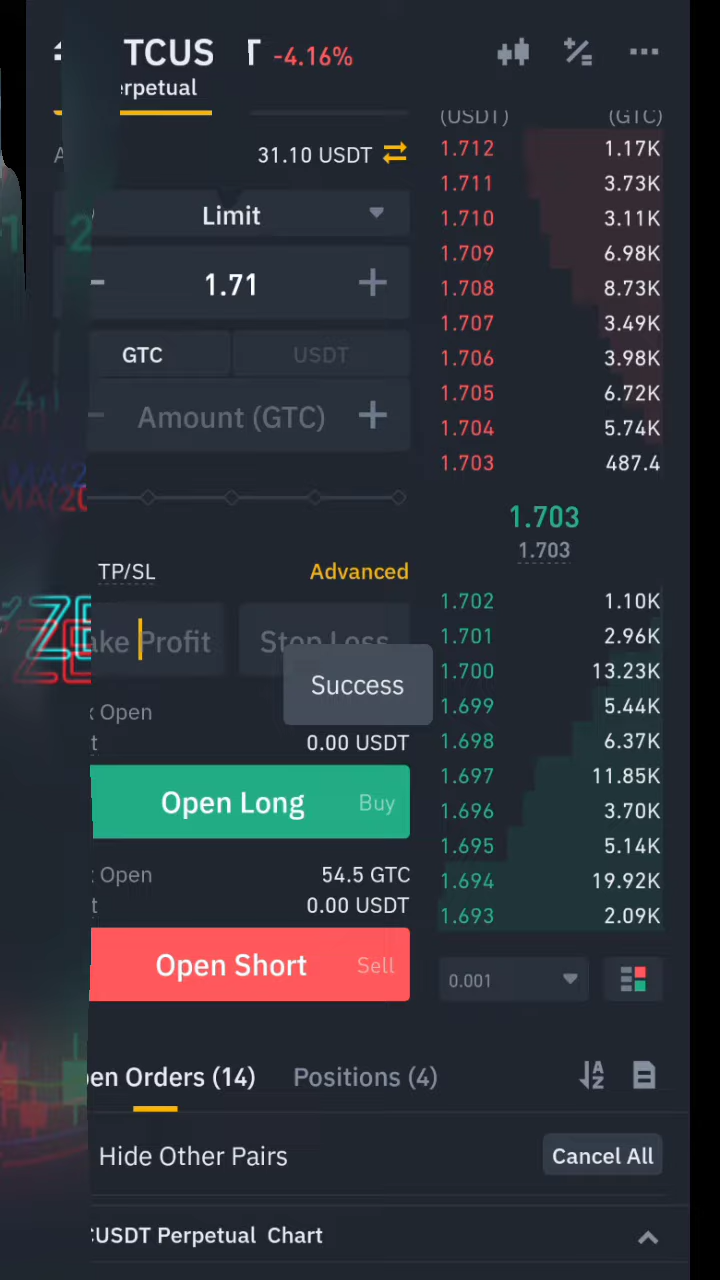 TCUS T -4.16%
erpetual
31.10 USDT
Limit
1.71
GTC USDT
Amount (GTC)
TP/SL Advanced
ake Profit Stop Loss
Success
Open
0.00 USDT
Open Long Buy
Open 54.5 GTC
t 0.00 USDT
Open Short Sell
(USDT) (GTC)
1.712 1.17K
1.711 3.73K
1.710 3.11K
1.709 6.98K
1.708 8.73K
1.707 3.49K
1.706 3.98K
1.705 6.72K
1.704 5.74K
1.703 487.4
1.703
1.703
1.702 1.10K
1.701 2.96K
1.700 13.23K
1.699 5.44K
1.698 6.37K
1.697 11.85K
1.696 3.70K
1.695 5.14K
1.694 19.92K
1.693 2.09K
0.001
en Orders (14) Positions (4)
Hide Other Pairs Cancel All
USDT Perpetual Chart